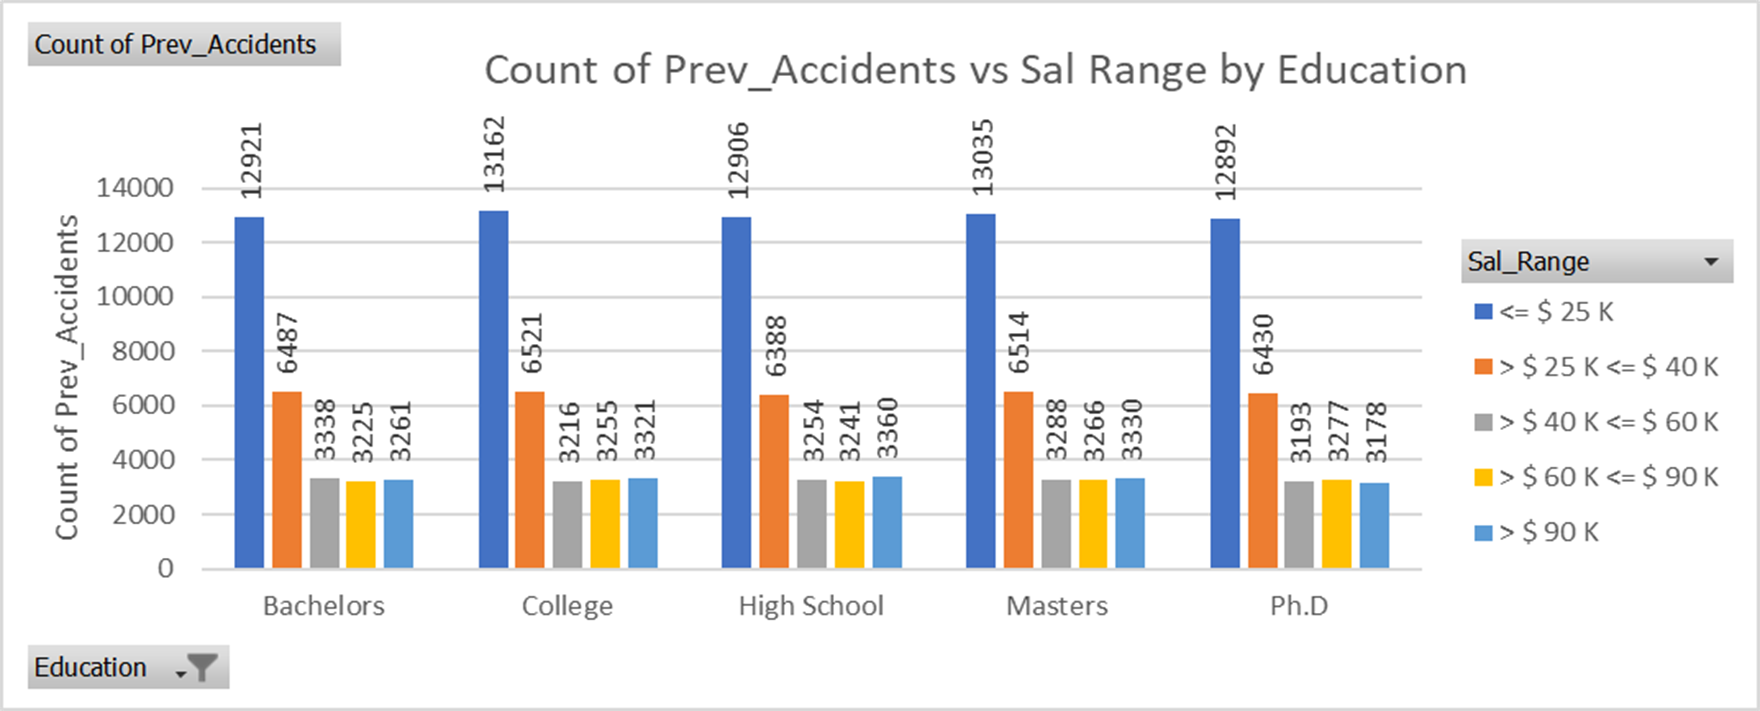 Count of Prev_Accidents
Count of Prev_Accidents vs Sal Range by Education
Count of Prev_Accidents
14000
12000
10000
8000
6000
4000
2000
0
12921
6487
3338
3225
3261
13162
6521
3216
3255
3321
12906
6388
3254
3241
3360
13035
6514
3288
3266
3330
12892
6430
3193
3277
3178
Bachelors
College
High School
Masters
Ph.D
Sal_Range
<= $ 25 K
> $ 25 K <= $ 40 K
> $ 40 K <= $ 60 K
> $ 60 K <= $ 90 K
> $ 90 K
Education